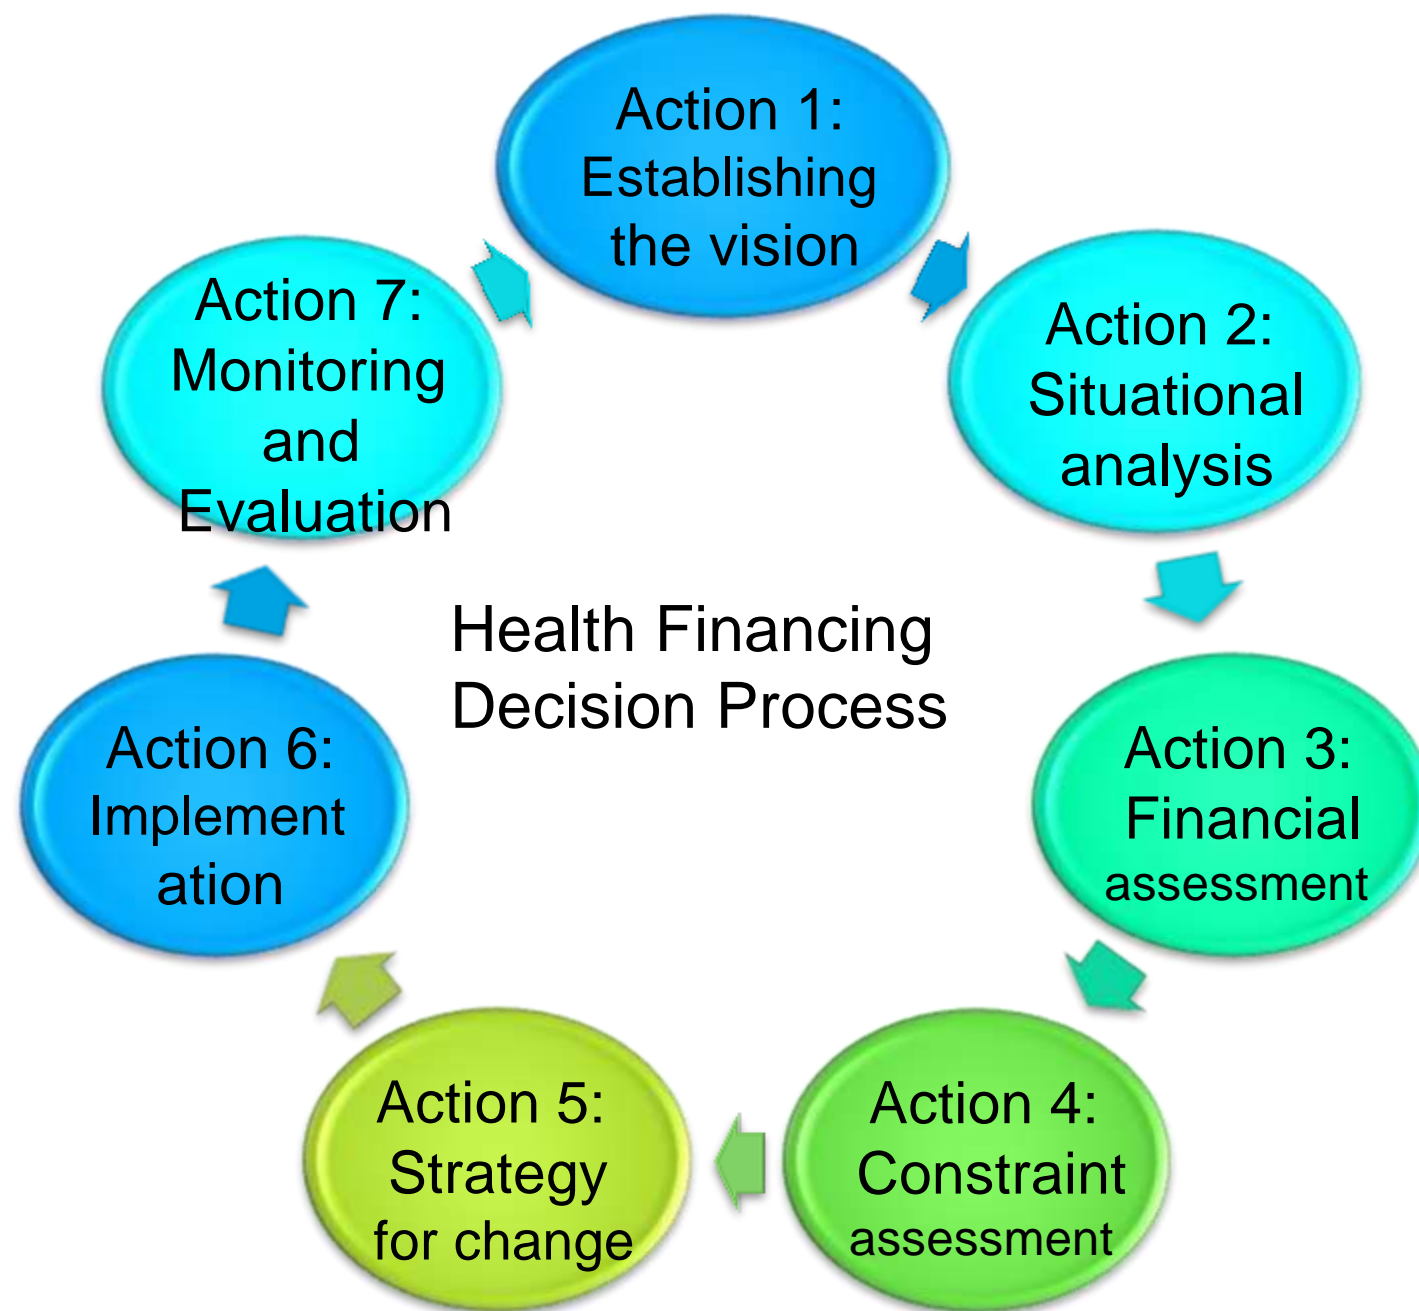 Action 1:
Establishing
the vision
Action 2:
Situational
analysis
Action 3:
Financial
assessment
Action 4:
Constraint
assessment
Action 5:
Strategy
for change
Action 6:
Implement
ation
Action 7:
Monitoring
and
Evaluation
Health Financing
Decision Process